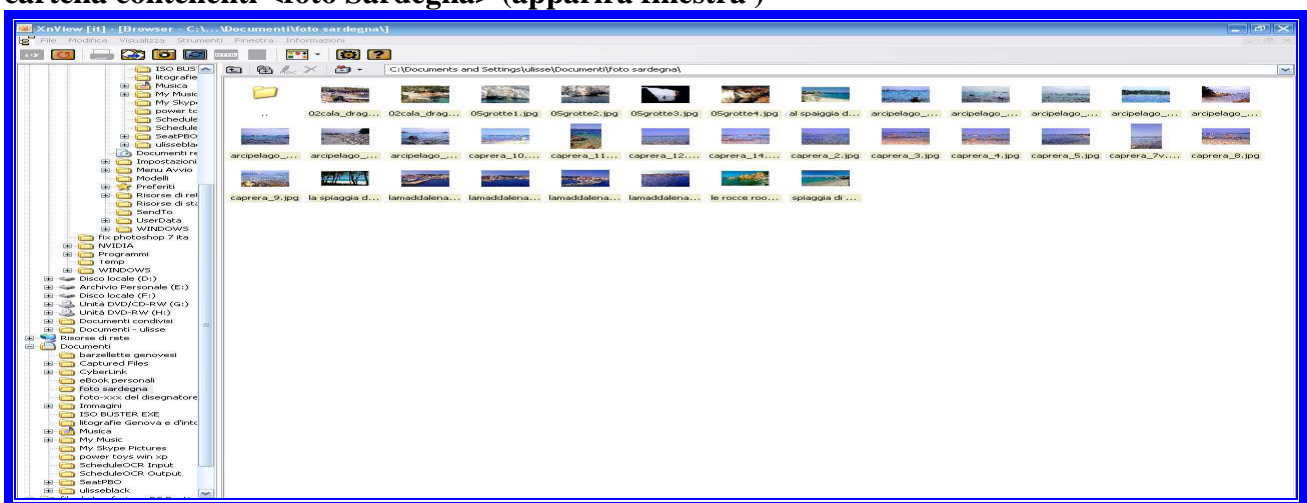 cartella contenenti <foto Sardegna> (apparirà finestra )
XnView [it] - [Browser - C:\...\Documenti\foto sardegna\]
File Modifica Visualizza Strumenti Finestra Informazioni
C:\Documents and Settings\ulisse\Documenti\foto sardegna\
ISO BUS
litografie
Musica
My Music
My Skype
power to
Schedule
Schedule
SeatPBO
ulissebla
Documenti re
Impostazioni
Menu Avvio
Modelli
Preferiti
Risorse di rel
Risorse di sta
SendTo
UserData
WINDOWS
fix photoshop 7 ita
NVIDIA
Programmi
Temp
WINDOWS
Disco locale (D:)
Archivio Personale (E:)
Disco locale (F:)
Unità DVD/CD-RW (G:)
Unità DVD-RW (H:)
Documenti condivisi
Documenti - ulisse
Risorse di rete
Documenti
barzellette genovesi
Captured Files
CyberLink
eBook personali
foto sardegna
foto-xxx del disegnatore
Immagini
ISO BUSTER EXE
litografie Genova e d'into
Musica
My Music
My Skype Pictures
power toys win xp
ScheduleOCR Input
ScheduleOCR Output
SeatPBO
ulisseblack
.. 02cala_drag... 02cala_drag... 05grotte1.jpg 05grotte2.jpg 05grotte3.jpg 05grotte4.jpg al spaiggia d... arcipelago_... arcipelago_... arcipelago_... arcipelago_... arcipelago_...
arcipelago_... arcipelago_... arcipelago_... caprera_10.... caprera_11.... caprera_12.... caprera_14.... caprera_2.jpg caprera_3.jpg caprera_4.jpg caprera_5.jpg caprera_7v.... caprera_8.jpg
caprera_9.jpg la spiaggia d... lamaddalena... lamaddalena... lamaddalena... lamaddalena... le rocce roo... spiaggia di ...